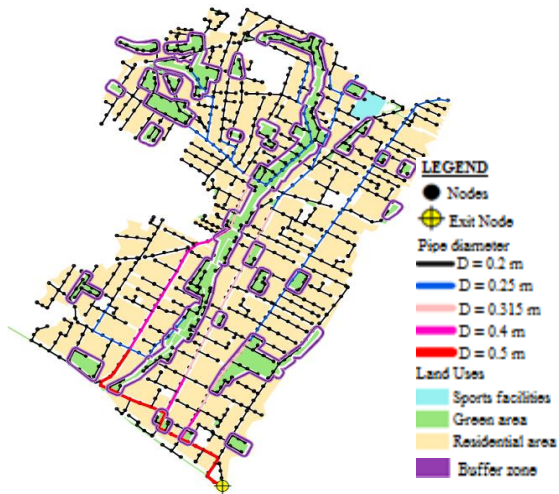 LEGEND
Nodes
Exit Node
Pipe diameter
D = 0.2 m
D = 0.25 m
D = 0.315 m
D = 0.4 m
D = 0.5 m
Land Uses
Sports facilities
Green area
Residential area
Buffer zone